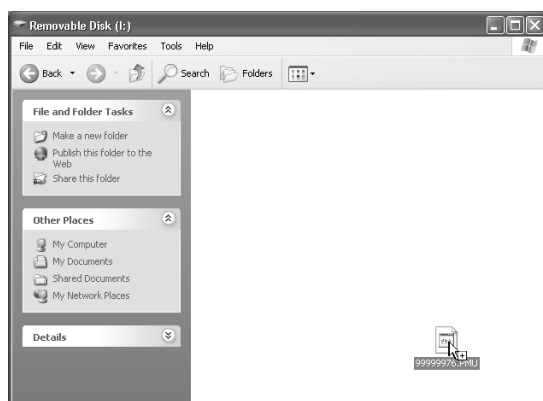 Removable Disk (I:)
File Edit View Favorites Tools Help
Back Search Folders
File and Folder Tasks
Make a new folder
Publish this folder to the
Web
Share this folder
Other Places
My Computer
My Documents
Shared Documents
My Network Places
Details
99999976.PMU